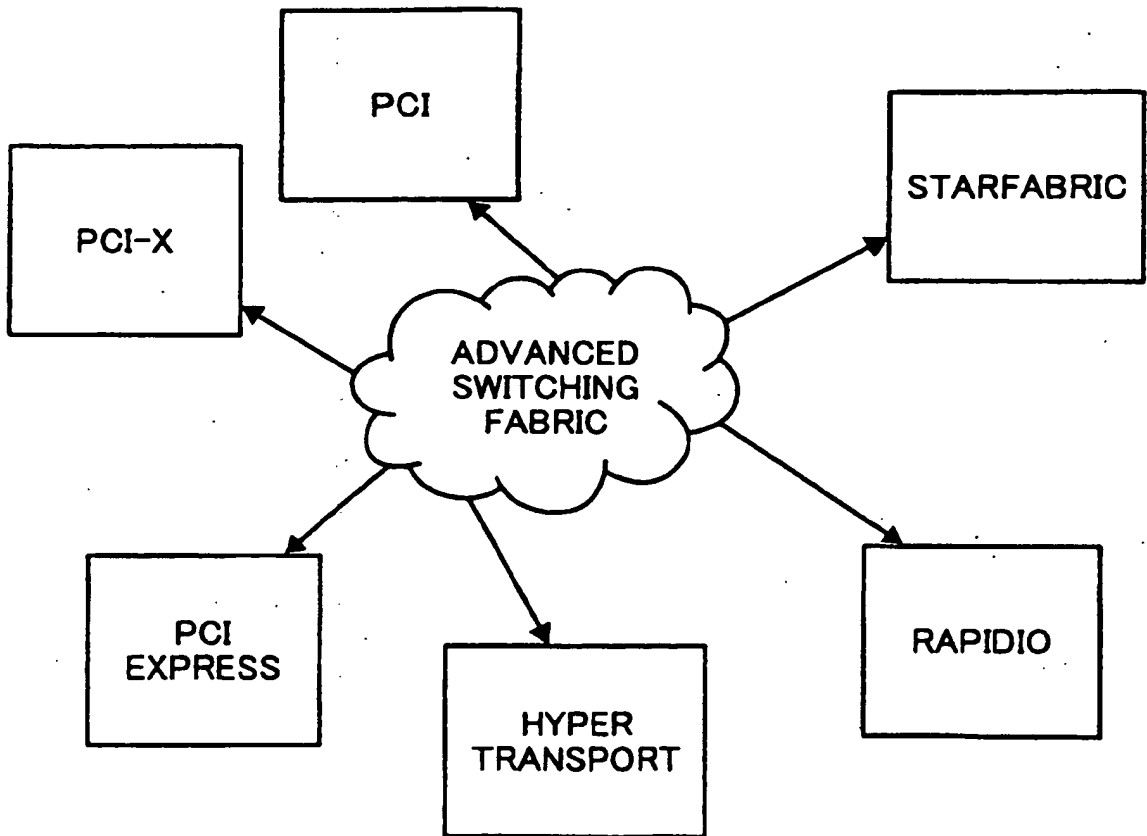 PCI
PCI-X
STARFABRIC
ADVANCED
SWITCHING
FABRIC
PCI
EXPRESS
HYPER
TRANSPORT
RAPIDIO